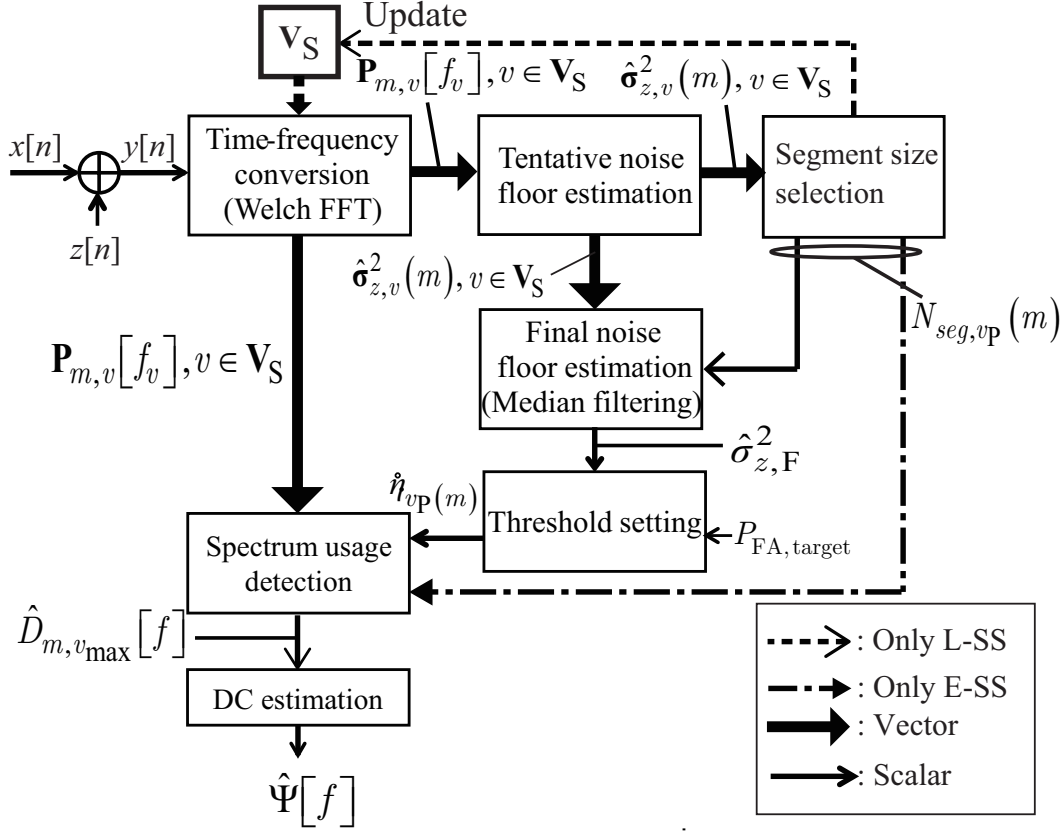 V_S
Update
P_{m,v}[f_v], v ∈ V_S
σ̂²_{z,v}(m), v ∈ V_S
x[n]
y[n]
z[n]
Time-frequency
conversion
(Welch FFT)
Tentative noise
floor estimation
Segment size
selection
σ̂²_{z,v}(m), v ∈ V_S
N_{seg,v_P}(m)
P_{m,v}[f_v], v ∈ V_S
Final noise
floor estimation
(Median filtering)
σ̂²_{z,F}
η̊_{v_P(m)}
Threshold setting
P_{FA,target}
Spectrum usage
detection
D̂_{m,v_max}[f]
DC estimation
Ψ̂[f]
: Only L-SS
: Only E-SS
: Vector
: Scalar